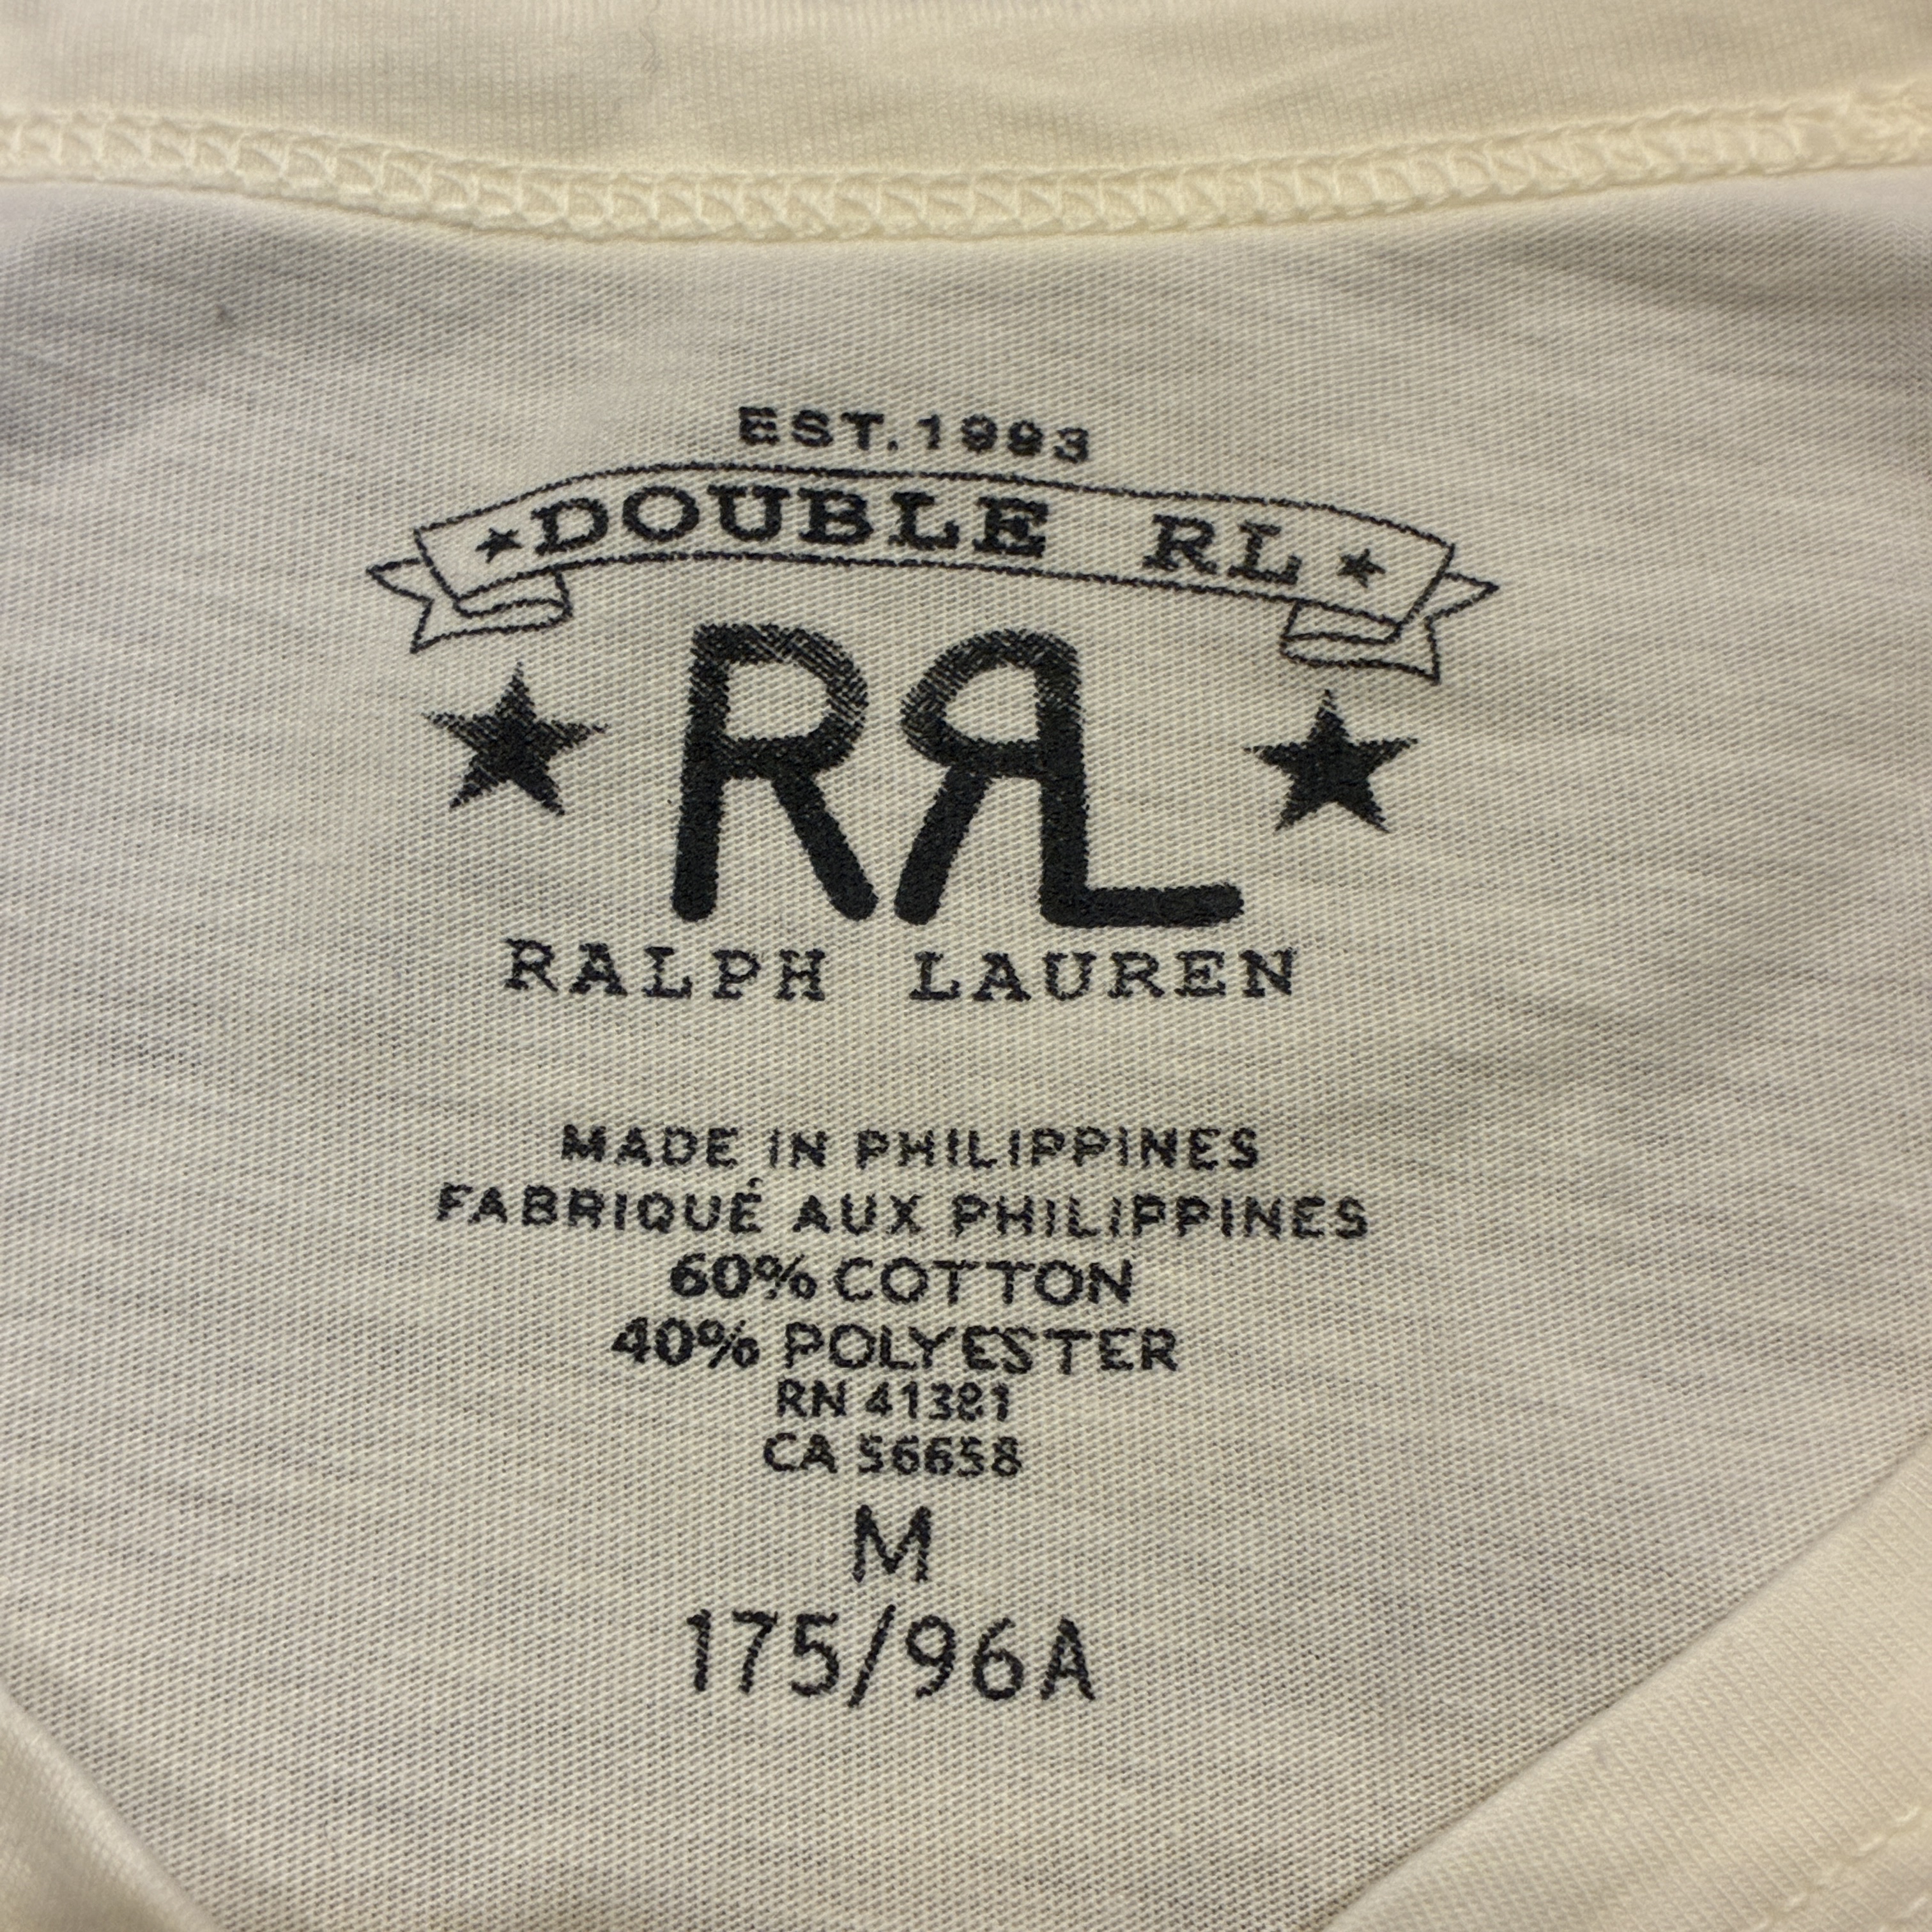 EST. 1993
★DOUBLE RL★
RRL
RALPH LAUREN
MADE IN PHILIPPINES
FABRIQUÉ AUX PHILIPPINES
60% COTTON
40% POLYESTER
RN 41381
CA 56658
M
175/96A